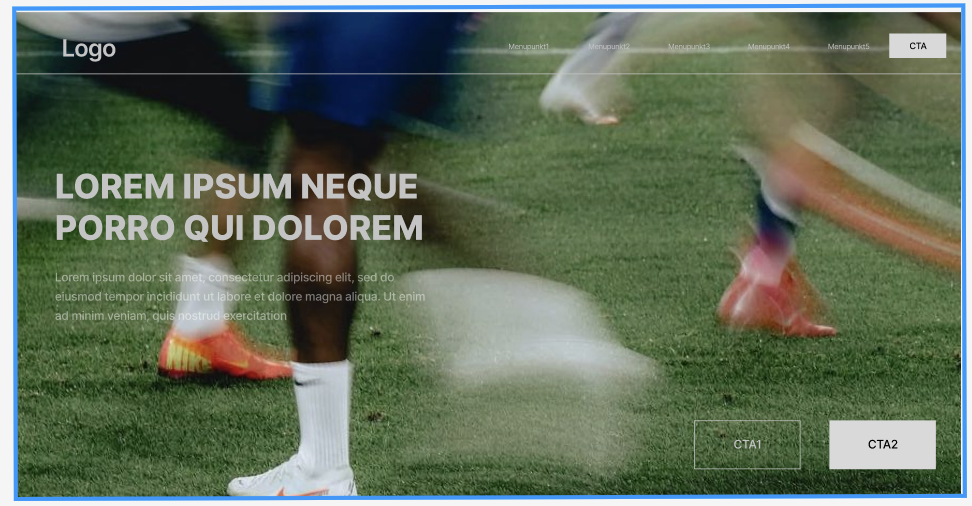 Logo
Menupunkt1 Menupunkt2 Menupunkt3 Menupunkt4 Menupunkt5 CTA
LOREM IPSUM NEQUE
PORRO QUI DOLOREM
Lorem ipsum dolor sit amet, consectetur adipiscing elit, sed do
eiusmod tempor incididunt ut labore et dolore magna aliqua. Ut enim
ad minim veniam, quis nostrud exercitation
CTA1 CTA2